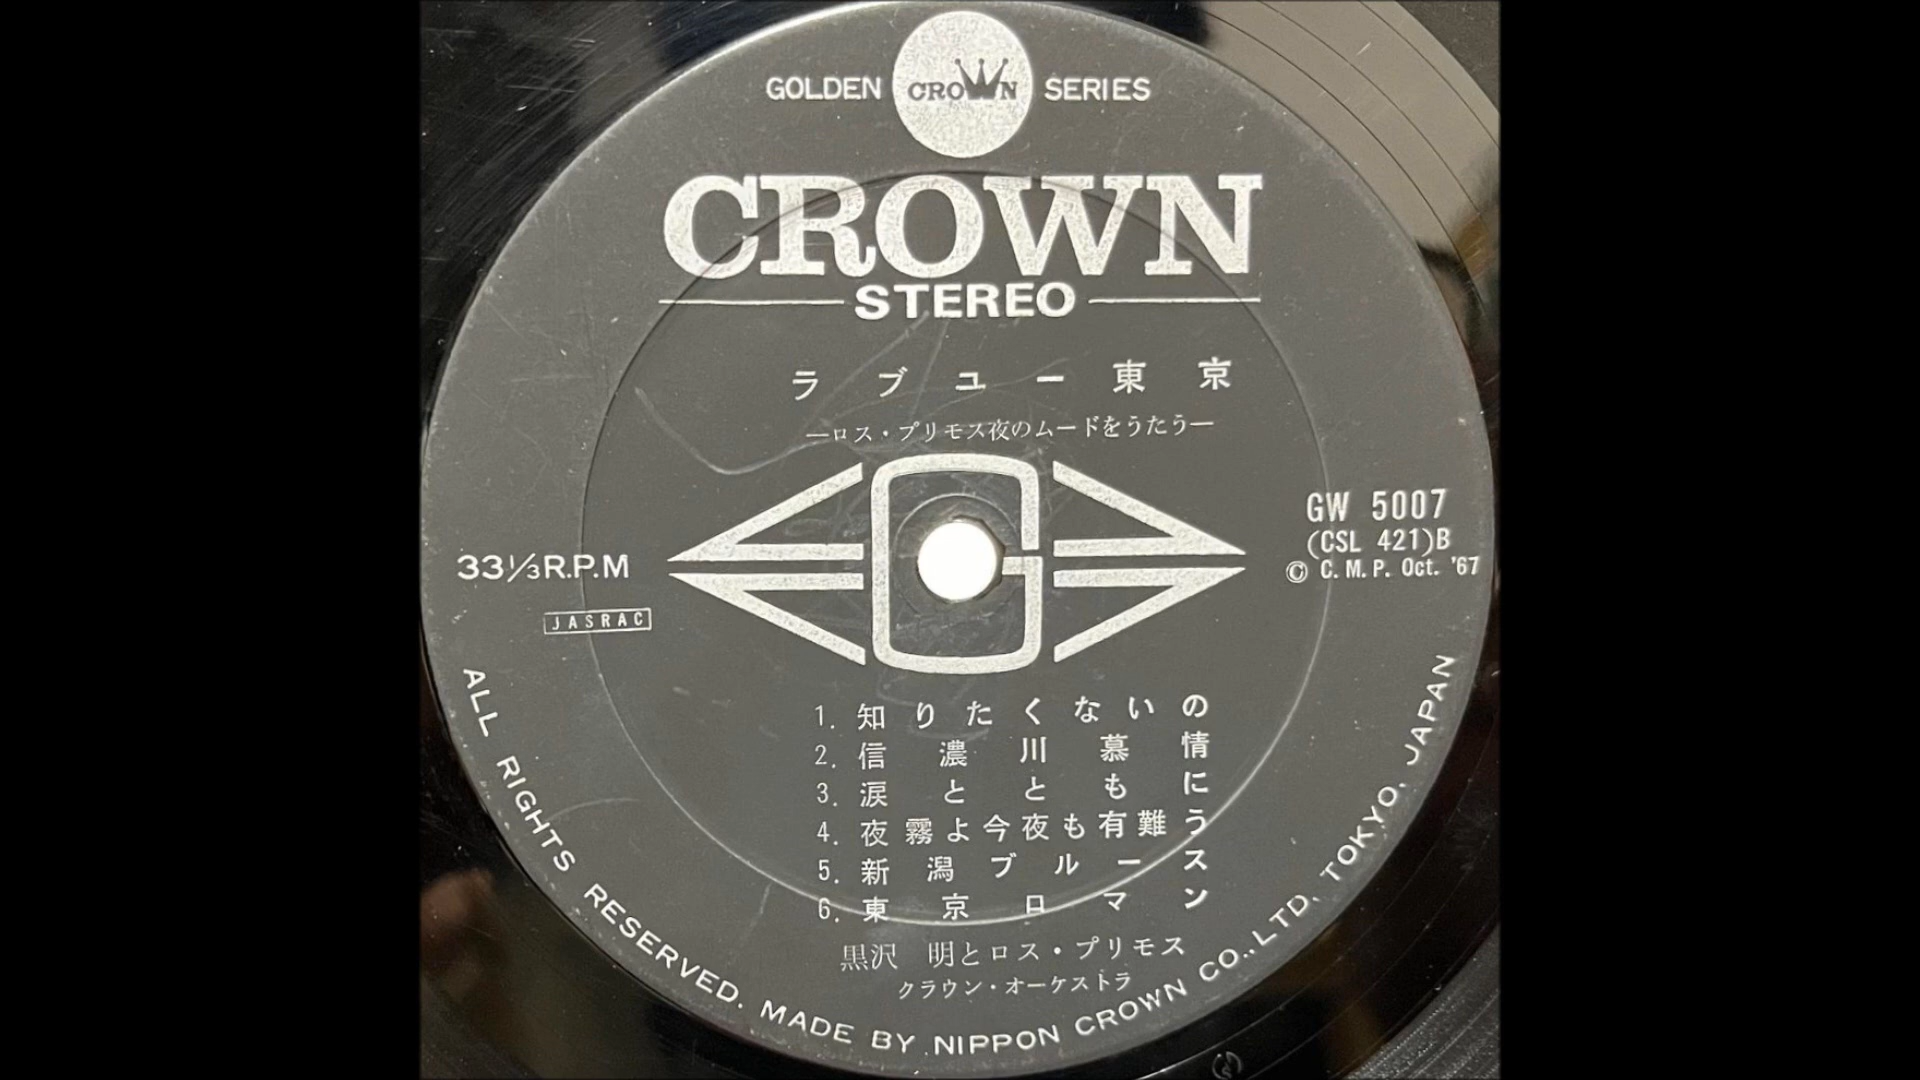 GOLDEN CROWN SERIES
CROWN
STEREO
ラブユー東京
―ロス・プリモス夜のムードをうたう―
GW 5007
(CSL 421)B
© C. M. P. Oct. '67
33⅓R.P.M
JASRAC
1. 知りたくないの
2. 信濃川慕情
3. 涙とともに
4. 夜霧よ今夜も有難う
5. 新潟ブルース
6. 東京ロマン
黒沢 明とロス・プリモス
クラウン・オーケストラ
ALL RIGHTS RESERVED. MADE BY NIPPON CROWN CO., LTD, TOKYO, JAPAN